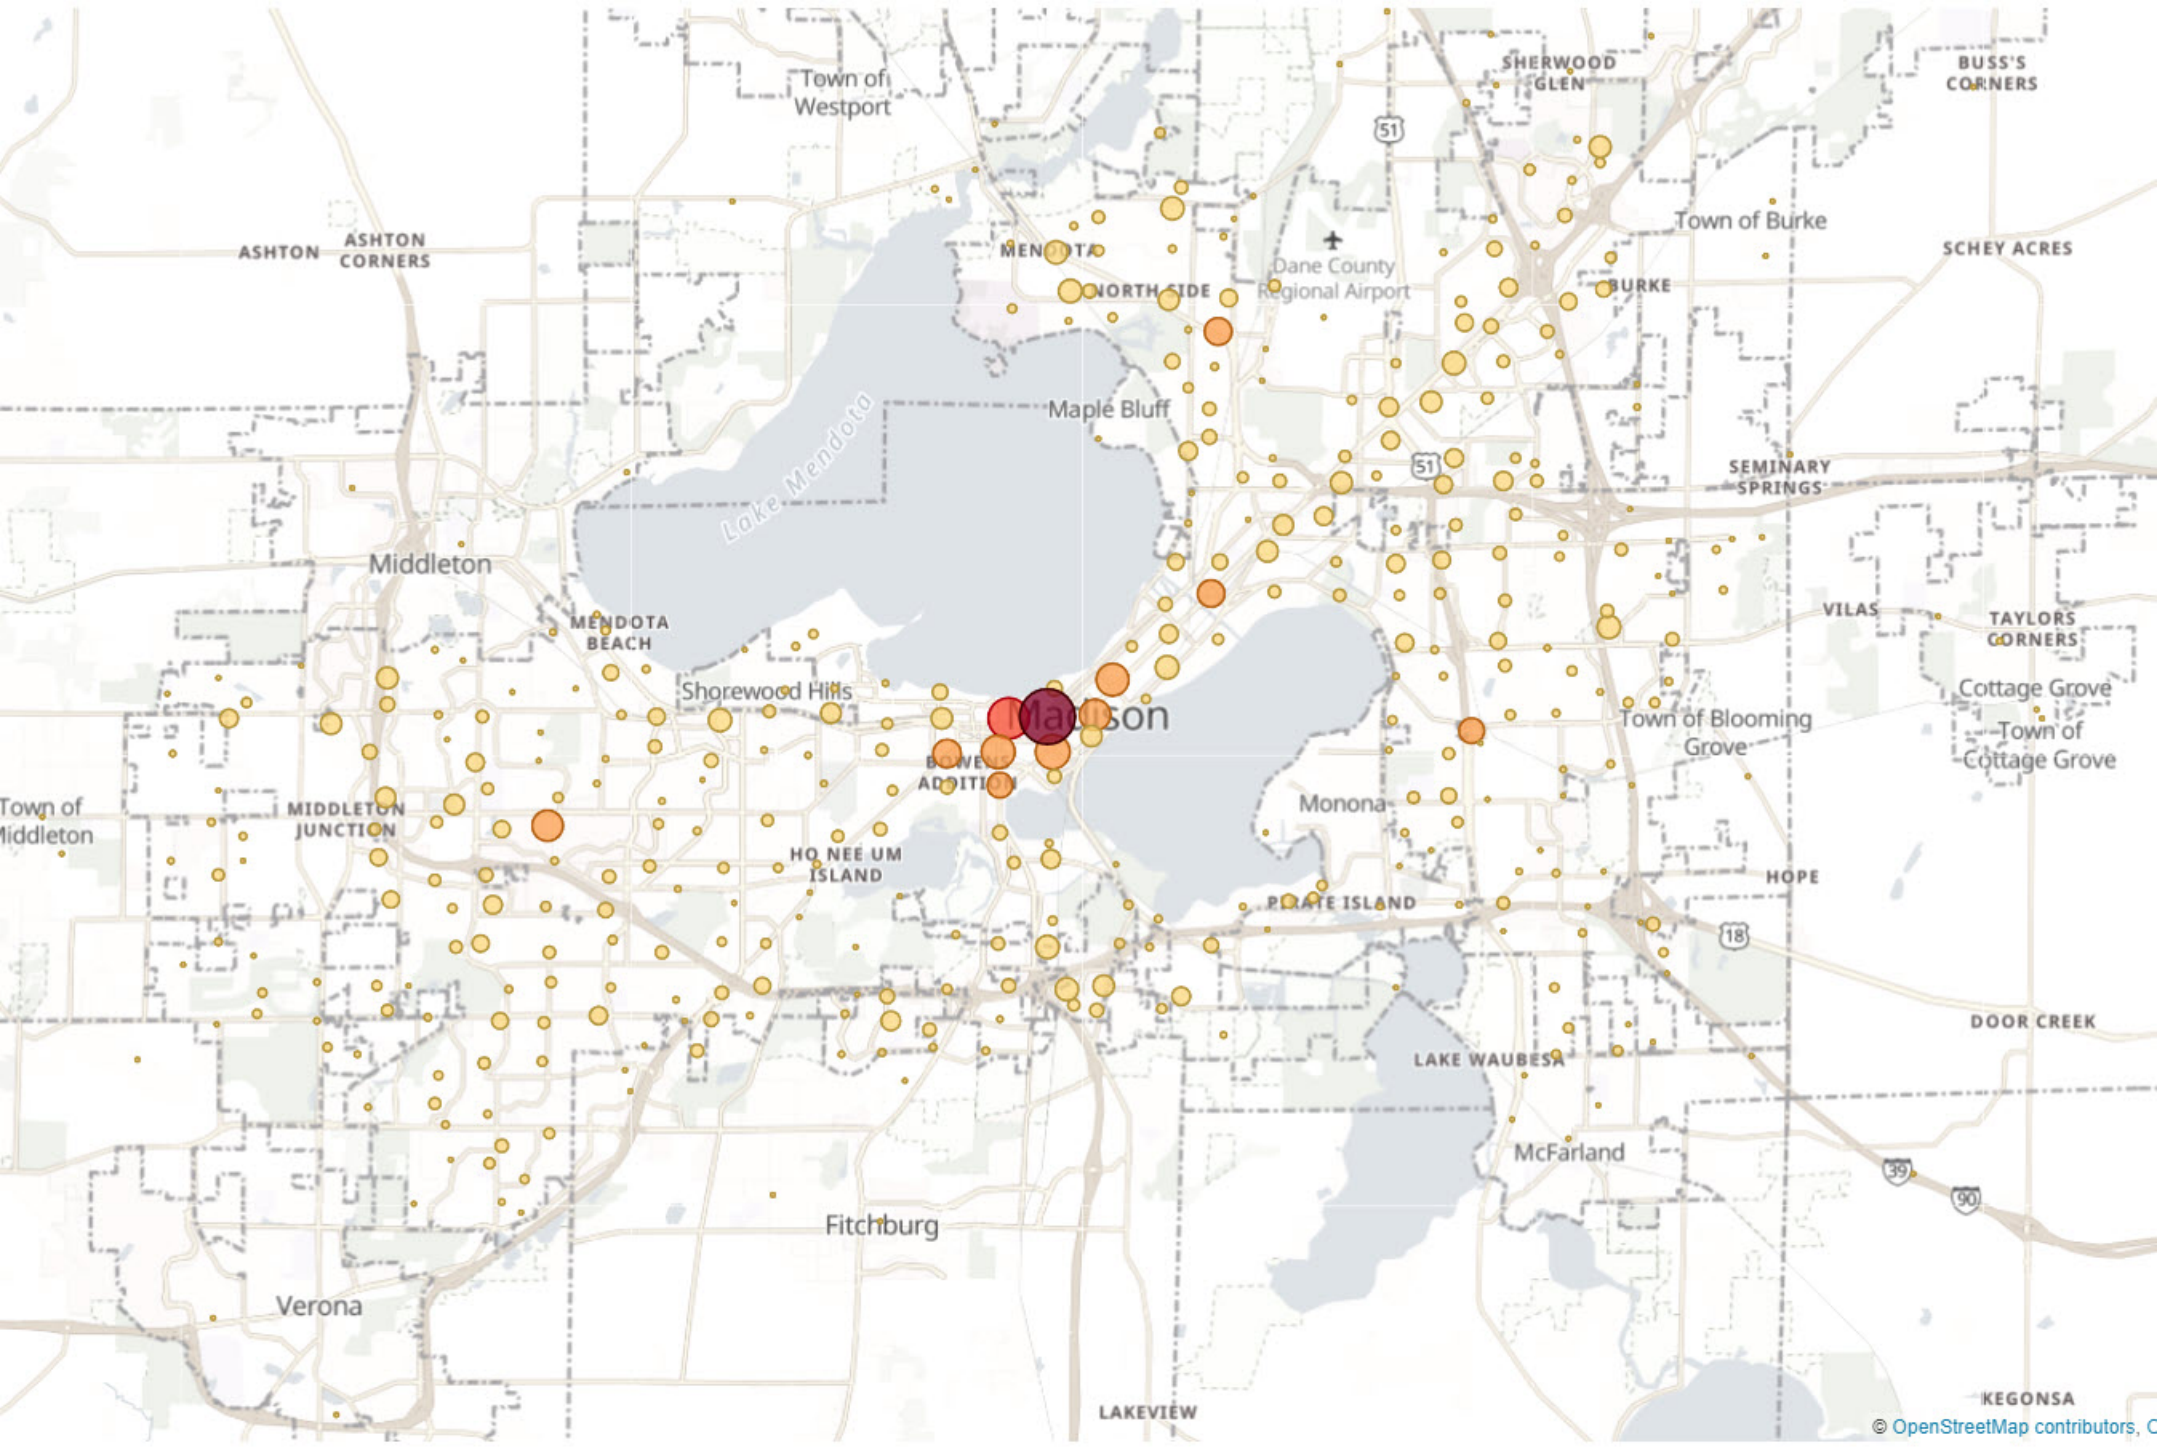 SHERWOOD
GLEN
BUSS'S
CORNERS
Town of
Westport
51
Town of Burke
ASHTON
ASHTON
CORNERS
MENDOTA
SCHEY ACRES
Dane County
Regional Airport
NORTH SIDE
BURKE
Maple Bluff
Lake Mendota
51
SEMINARY
SPRINGS
Middleton
MENDOTA
BEACH
VILAS
TAYLORS
CORNERS
Shorewood Hills
Cottage Grove
Madison
Town of Blooming
Grove
Town of
Cottage Grove
BOWENS
ADDITION
Town of
Middleton
MIDDLETON
JUNCTION
Monona
HO NEE UM
ISLAND
HOPE
PIRATE ISLAND
18
DOOR CREEK
LAKE WAUBESA
McFarland
39
90
Fitchburg
Verona
LAKEVIEW
KEGONSA
© OpenStreetMap contributors, C